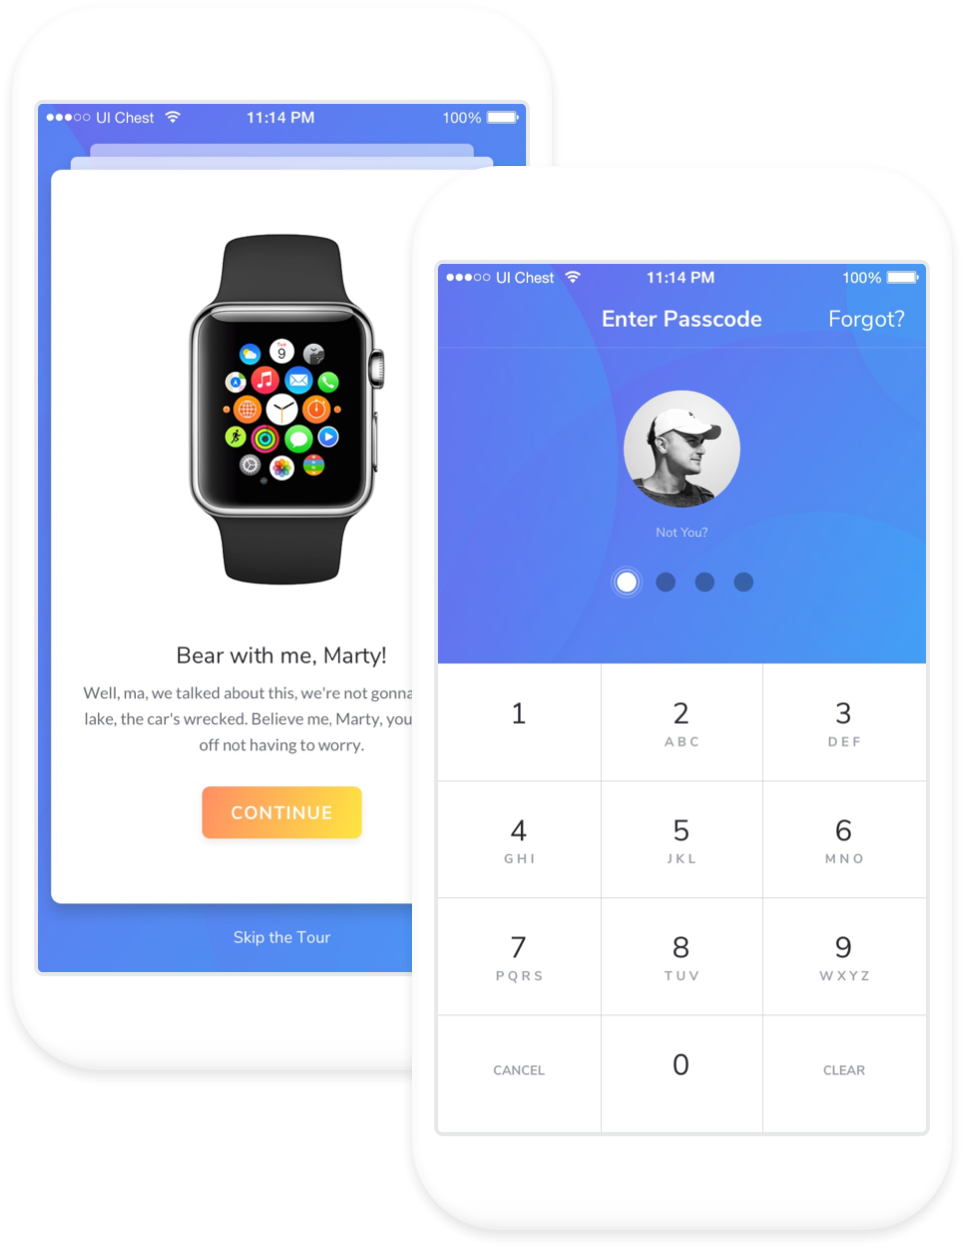 UI Chest 11:14 PM 100%
Tue
9
Bear with me, Marty!
Well, ma, we talked about this, we're not gonna
lake, the car's wrecked. Believe me, Marty, you
off not having to worry.
CONTINUE
Skip the Tour
UI Chest 11:14 PM 100%
Enter Passcode Forgot?
Not You?
1 2 3
ABC DEF
4 5 6
GHI JKL MNO
7 8 9
PQRS TUV WXYZ
CANCEL 0 CLEAR